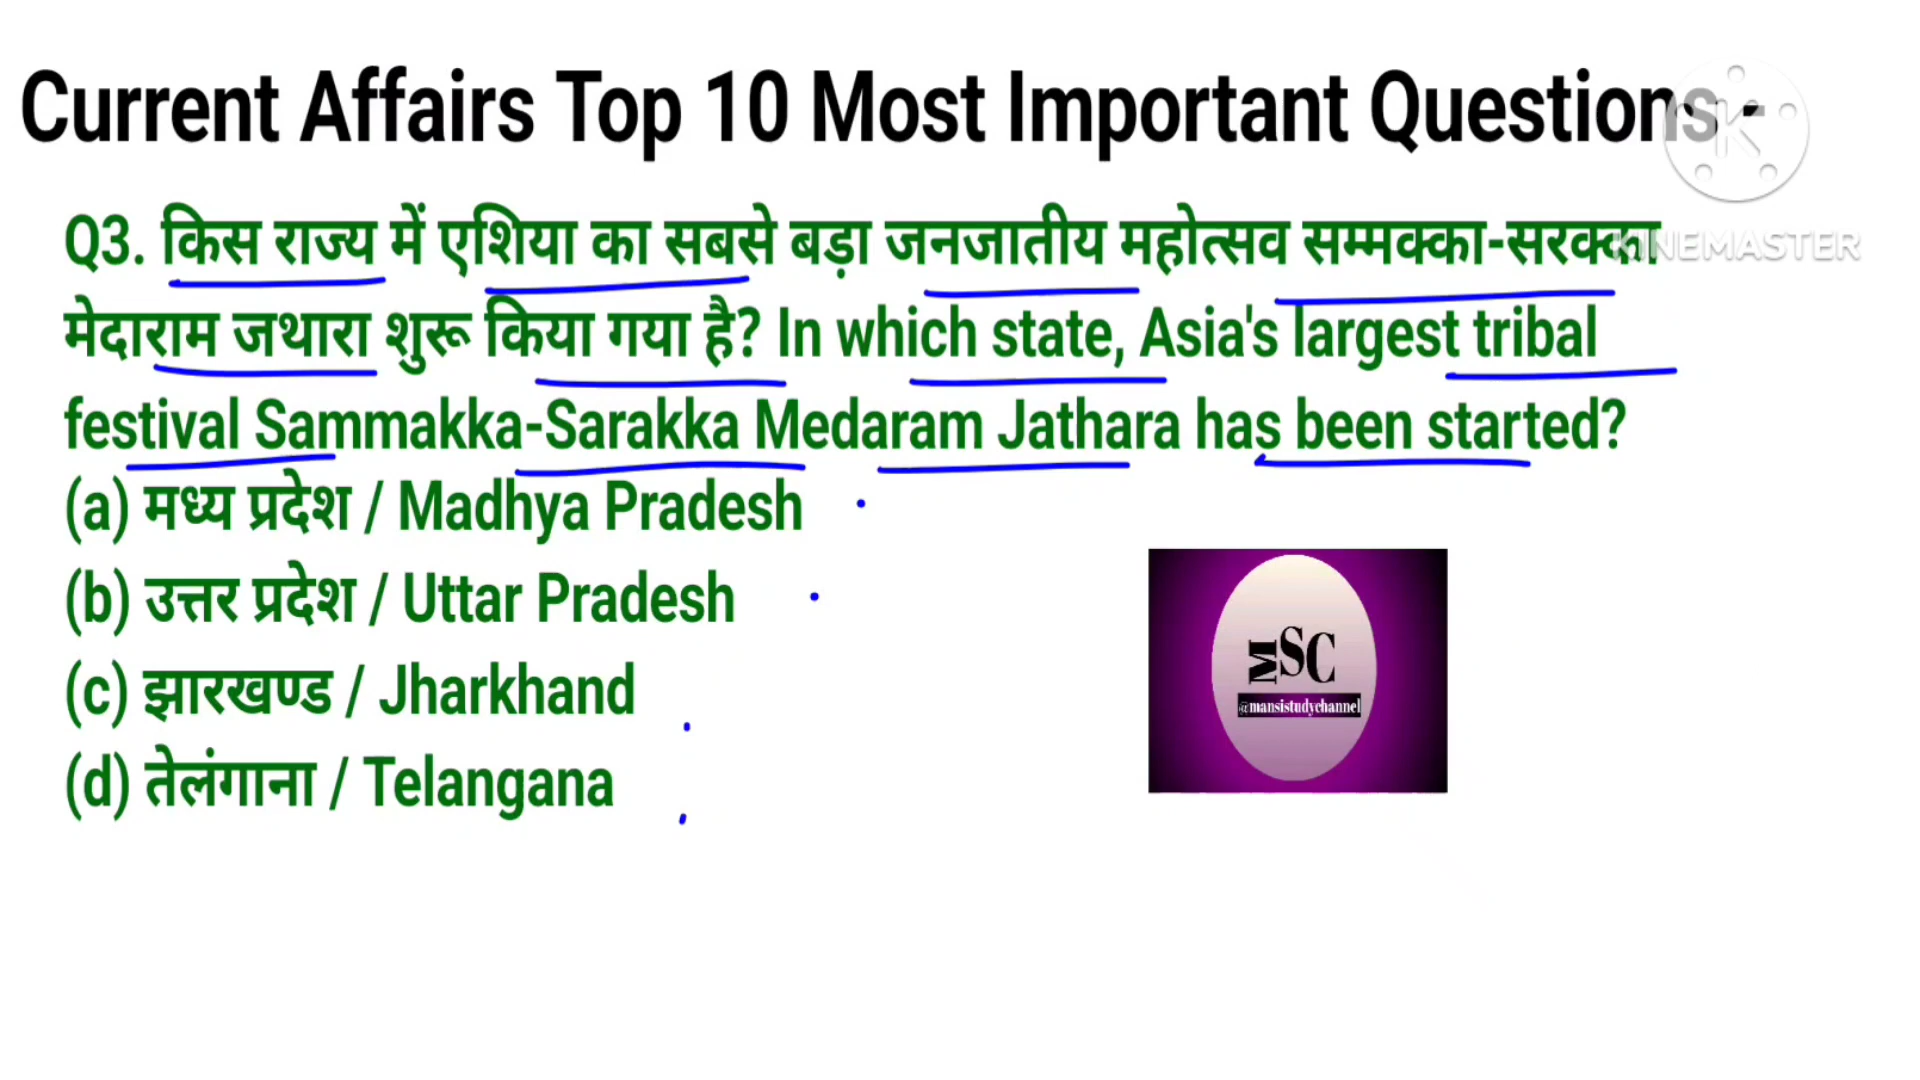 Current Affairs Top 10 Most Important Questions -
Q3. किस राज्य में एशिया का सबसे बड़ा जनजातीय महोत्सव सम्मक्का-सरक्का
मेदाराम जथारा शुरू किया गया है? In which state, Asia's largest tribal
festival Sammakka-Sarakka Medaram Jathara has been started?
(a) मध्य प्रदेश / Madhya Pradesh
(b) उत्तर प्रदेश / Uttar Pradesh
(c) झारखण्ड / Jharkhand
(d) तेलंगाना / Telangana
MSC
@mansistudychannel
K
KINEMASTER